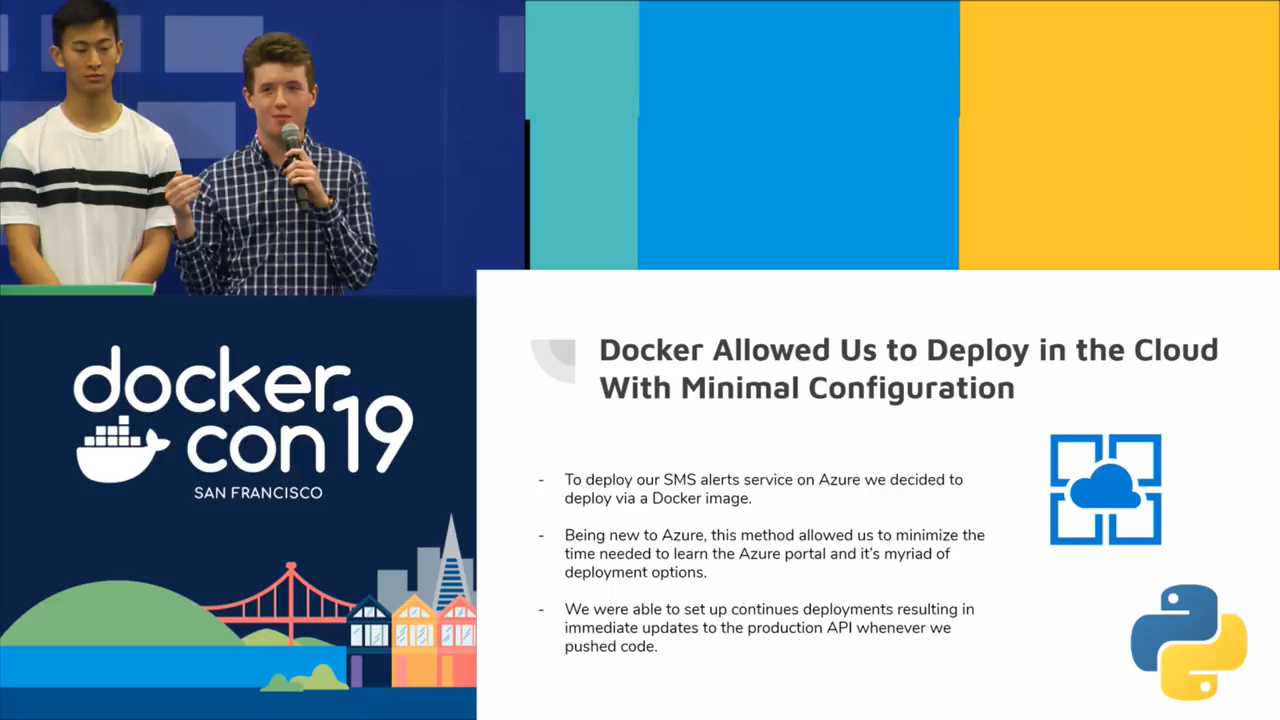 docker
con 19
SAN FRANCISCO
Docker Allowed Us to Deploy in the Cloud
With Minimal Configuration
- To deploy our SMS alerts service on Azure we decided to
deploy via a Docker image.
- Being new to Azure, this method allowed us to minimize the
time needed to learn the Azure portal and it's myriad of
deployment options.
- We were able to set up continues deployments resulting in
immediate updates to the production API whenever we
pushed code.